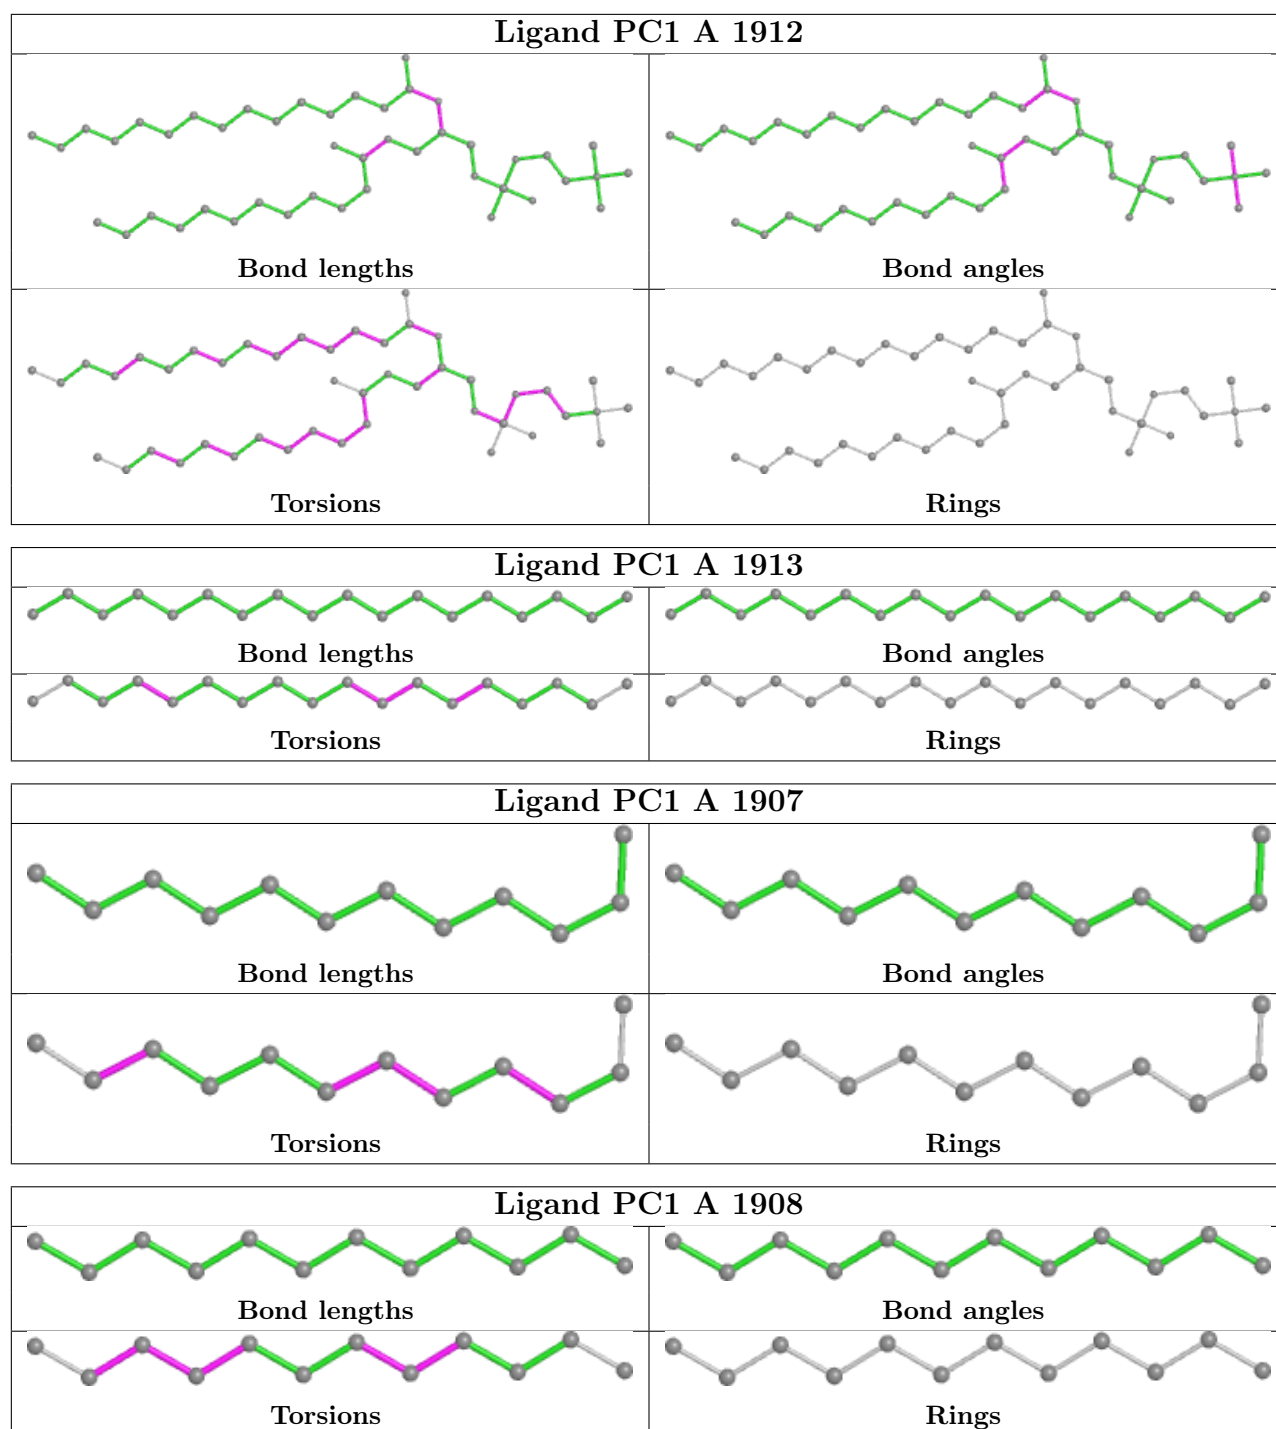 Ligand PC1 A 1912
Bond lengths
Bond angles
Torsions
Rings
Ligand PC1 A 1913
Bond lengths
Bond angles
Torsions
Rings
Ligand PC1 A 1907
Bond lengths
Bond angles
Torsions
Rings
Ligand PC1 A 1908
Bond lengths
Bond angles
Torsions
Rings